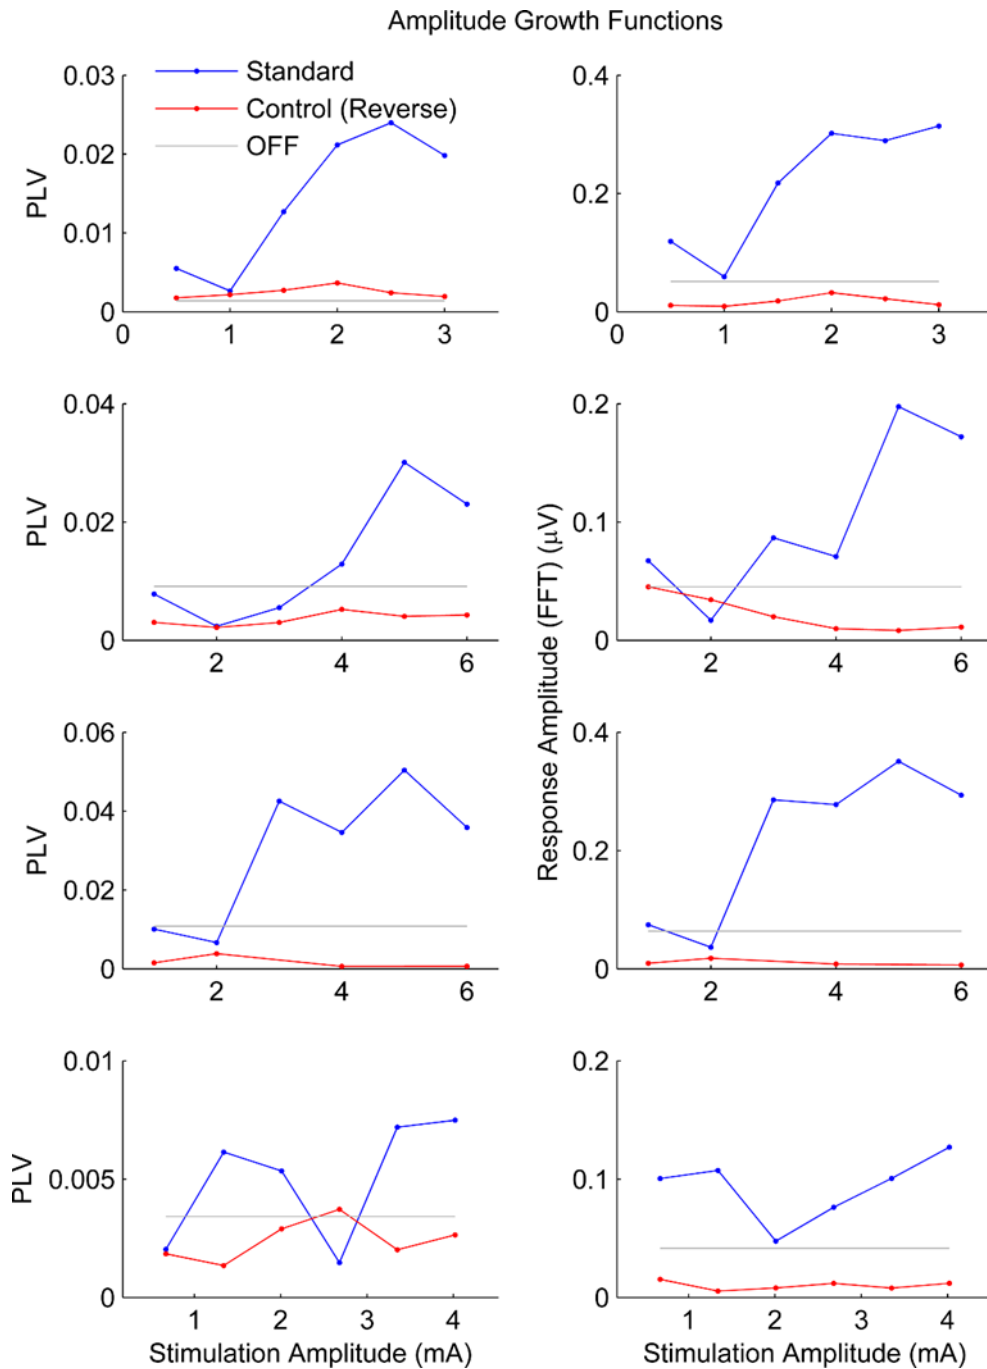 Amplitude Growth Functions
Standard
Control (Reverse)
OFF
PLV
0.03
0.02
0.01
0
0 1 2 3
0.4
0.2
0
0 1 2 3
PLV
0.04
0.02
0
2 4 6
Response Amplitude (FFT) (μV)
0.2
0.1
0
2 4 6
PLV
0.06
0.04
0.02
0
2 4 6
0.4
0.2
0
2 4 6
PLV
0.01
0.005
0
1 2 3 4
Stimulation Amplitude (mA)
0.2
0.1
0
1 2 3 4
Stimulation Amplitude (mA)